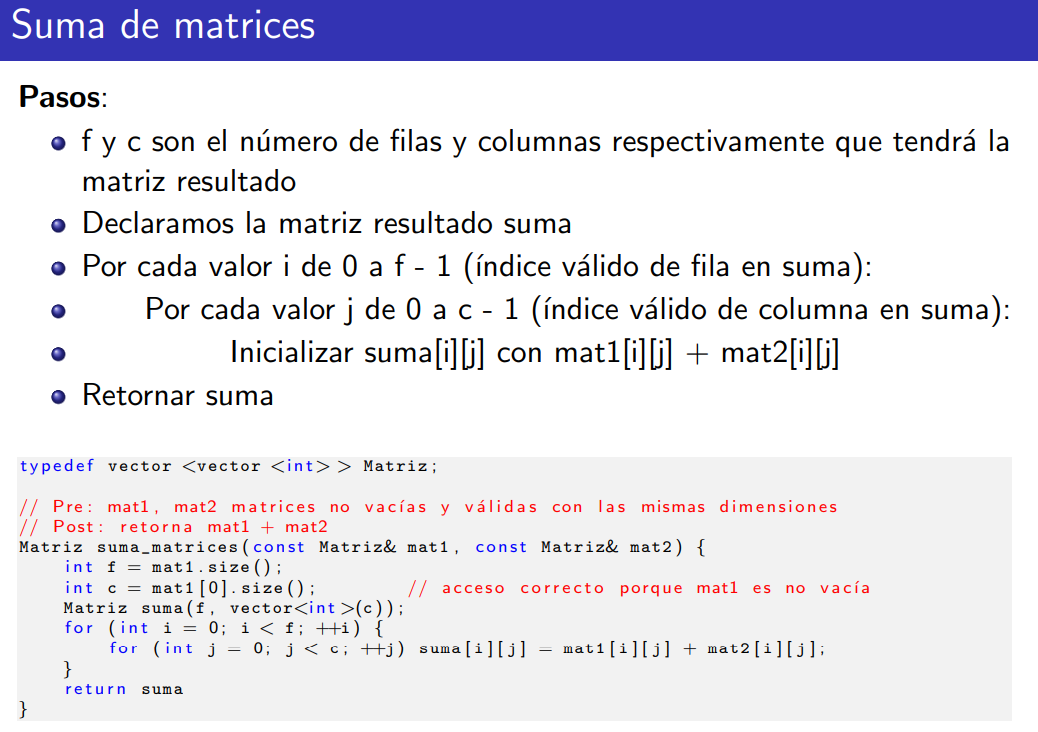 Suma de matrices
Pasos:
f y c son el número de filas y columnas respectivamente que tendrá la
matriz resultado
Declaramos la matriz resultado suma
Por cada valor i de 0 a f - 1 (índice válido de fila en suma):
Por cada valor j de 0 a c - 1 (índice válido de columna en suma):
Inicializar suma[i][j] con mat1[i][j] + mat2[i][j]
Retornar suma
typedef vector <vector <int> > Matriz;
// Pre: mat1, mat2 matrices no vacías y válidas con las mismas dimensiones
// Post: retorna mat1 + mat2
Matriz suma_matrices(const Matriz& mat1, const Matriz& mat2) {
int f = mat1.size();
int c = mat1[0].size(); // acceso correcto porque mat1 es no vacía
Matriz suma(f, vector<int>(c));
for (int i = 0; i < f; ++i) {
for (int j = 0; j < c; ++j) suma[i][j] = mat1[i][j] + mat2[i][j];
}
return suma
}